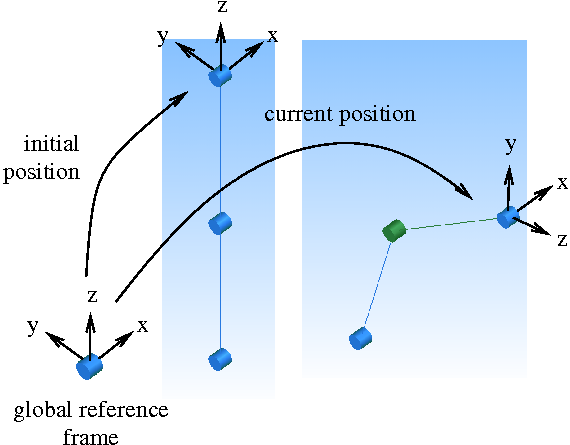 z
y
x
current position
initial
position
y
x
z
z
y
x
global reference
frame